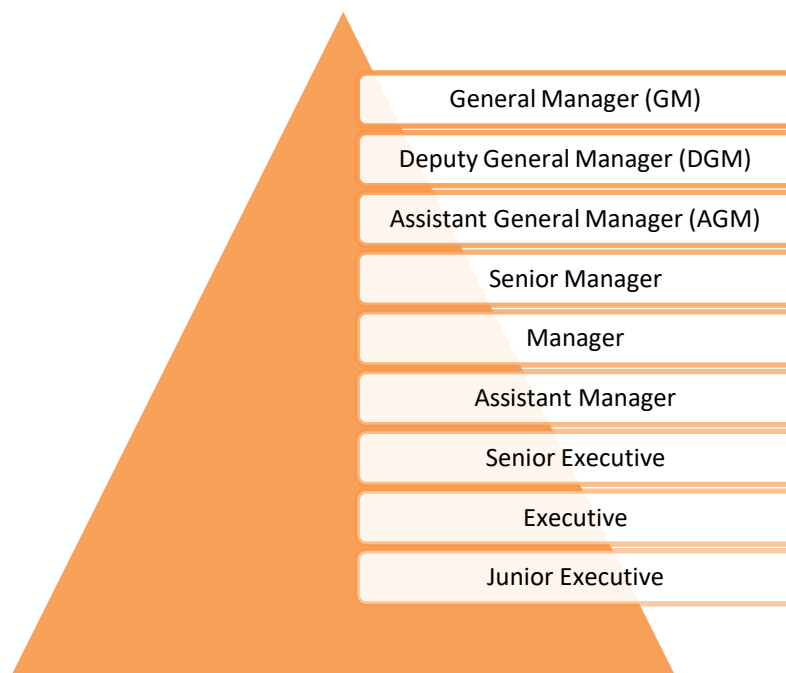 General Manager (GM)
Deputy General Manager (DGM)
Assistant General Manager (AGM)
Senior Manager
Manager
Assistant Manager
Senior Executive
Executive
Junior Executive